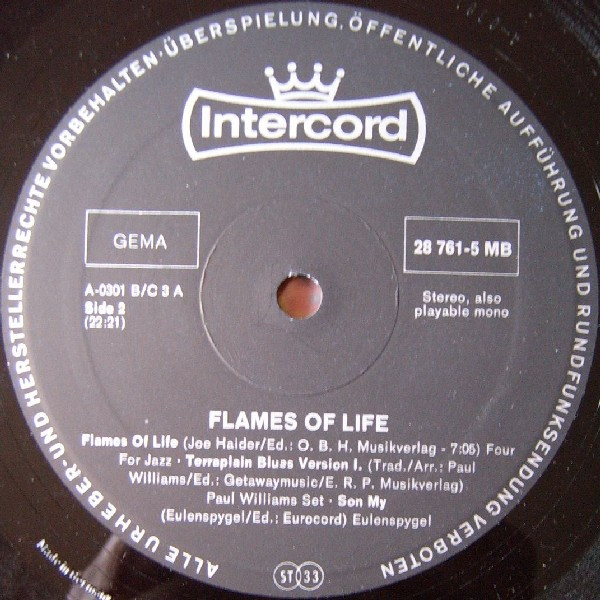 ALLE URHEBER- UND HERSTELLERRECHTE VORBEHALTEN · ÜBERSPIELUNG, ÖFFENTLICHE AUFFÜHRUNG UND RUNDFUNKSENDUNG VERBOTEN
Intercord
GEMA
28 761-5 MB
A-0301 B/C 3 A
Side 2
(22:21)
Stereo, also
playable mono
FLAMES OF LIFE
Flames Of Life (Joe Haider/Ed.: O. B. H. Musikverlag - 7:05) Four
For Jazz · Terraplain Blues Version I. (Trad./Arr.: Paul
Williams/Ed.: Getawaymusic/E. R. P. Musikverlag)
Paul Williams Set · Son My
(Eulenspygel/Ed.: Eurocord) Eulenspygel
Made in Germany
ST 33